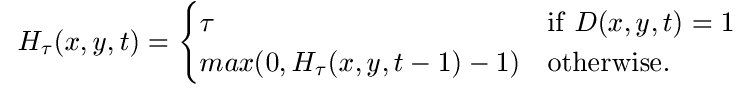 H_τ(x, y, t) = { τ if D(x, y, t) = 1
max(0, H_τ(x, y, t − 1) − 1) otherwise.